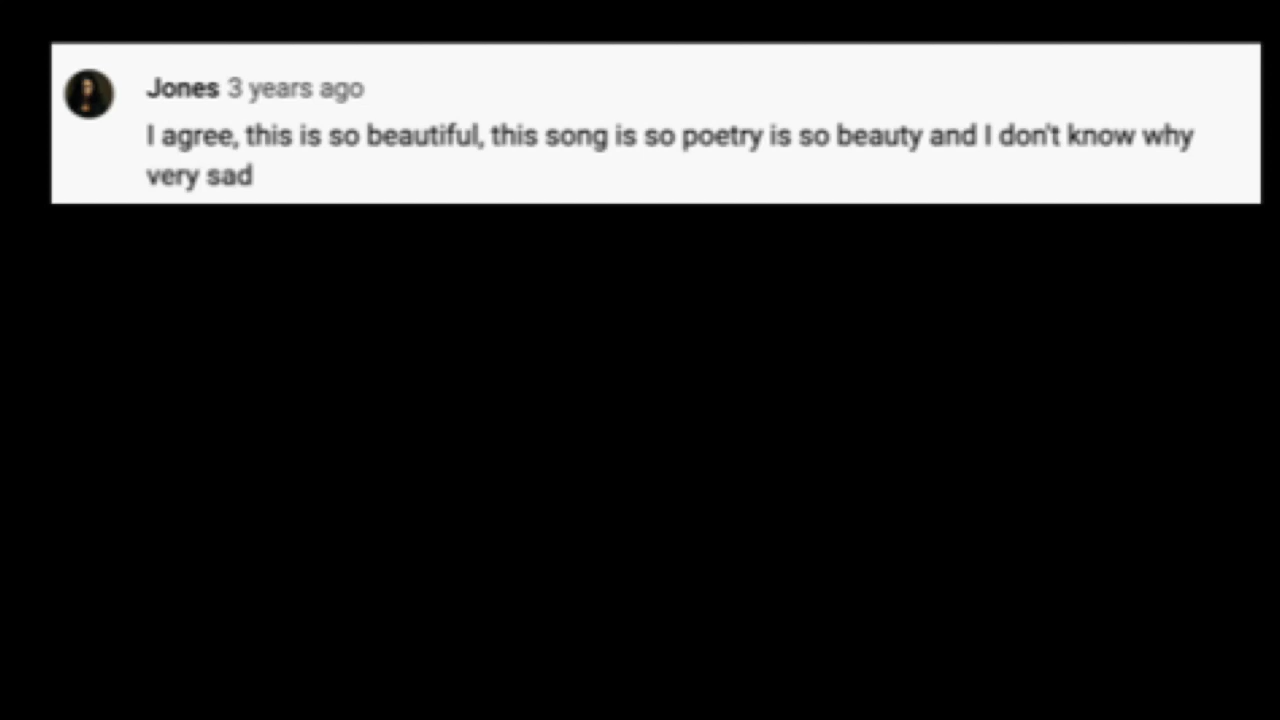 Jones 3 years ago
I agree, this is so beautiful, this song is so poetry is so beauty and I don't know why
very sad